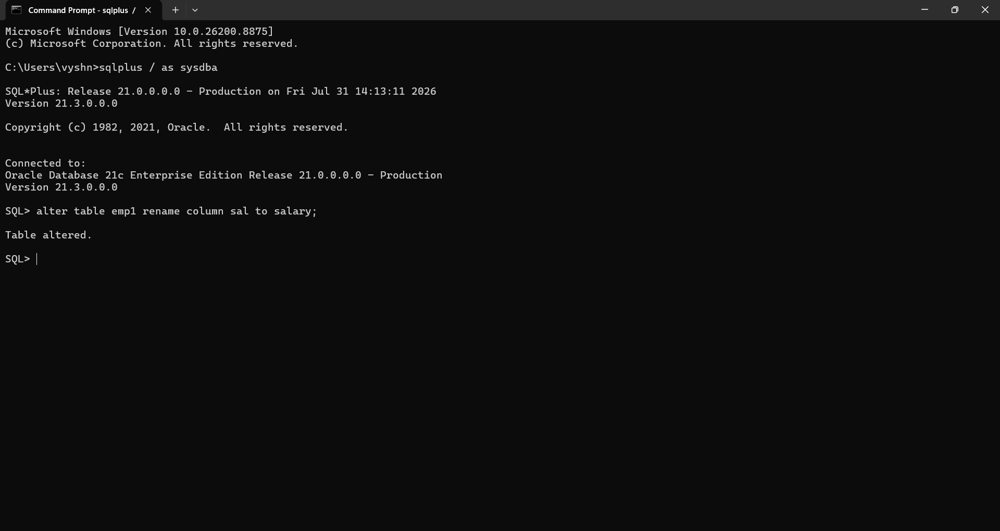 Command Prompt - sqlplus /
Microsoft Windows [Version 10.0.26200.8875]
(c) Microsoft Corporation. All rights reserved.
C:\Users\vyshn>sqlplus / as sysdba
SQL*Plus: Release 21.0.0.0.0 - Production on Fri Jul 31 14:13:11 2026
Version 21.3.0.0.0
Copyright (c) 1982, 2021, Oracle.  All rights reserved.
Connected to:
Oracle Database 21c Enterprise Edition Release 21.0.0.0.0 - Production
Version 21.3.0.0.0
SQL> alter table emp1 rename column sal to salary;
Table altered.
SQL>